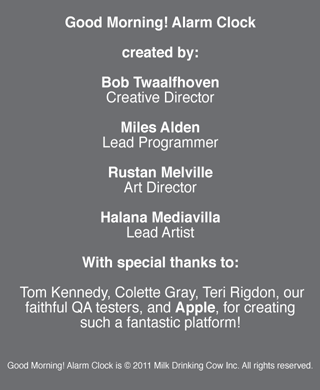 Good Morning! Alarm Clock
created by:
Bob Twaalfhoven
Creative Director
Miles Alden
Lead Programmer
Rustan Melville
Art Director
Halana Mediavilla
Lead Artist
With special thanks to:
Tom Kennedy, Colette Gray, Teri Rigdon, our
faithful QA testers, and Apple, for creating
such a fantastic platform!
Good Morning! Alarm Clock is © 2011 Milk Drinking Cow Inc. All rights reserved.